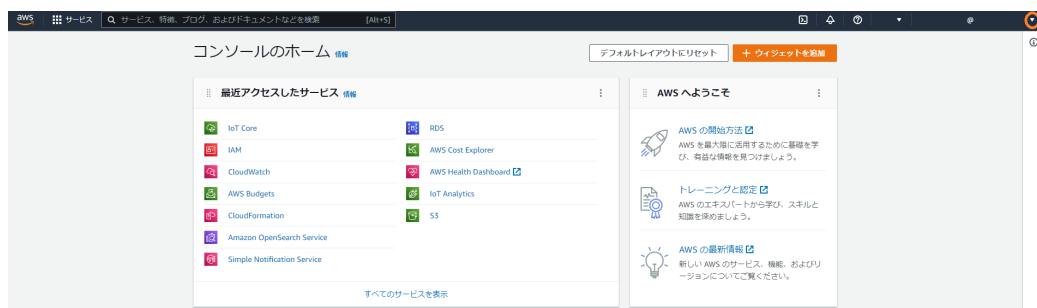 aws
サービス
サービス、特徴、ブログ、およびドキュメントなどを検索
[Alt+S]
@
コンソールのホーム 情報
デフォルトレイアウトにリセット
＋ ウィジェットを追加
最近アクセスしたサービス 情報
IoT Core
IAM
CloudWatch
AWS Budgets
CloudFormation
Amazon OpenSearch Service
Simple Notification Service
RDS
AWS Cost Explorer
AWS Health Dashboard
IoT Analytics
S3
すべてのサービスを表示
AWS へようこそ
AWS の開始方法
AWS を最大限に活用するために基礎を学
び、有益な情報を見つけましょう。
トレーニングと認定
AWS のエキスパートから学び、スキルと
知識を深めましょう。
AWS の最新情報
新しい AWS のサービス、機能、およびリ
ージョンについてご覧ください。